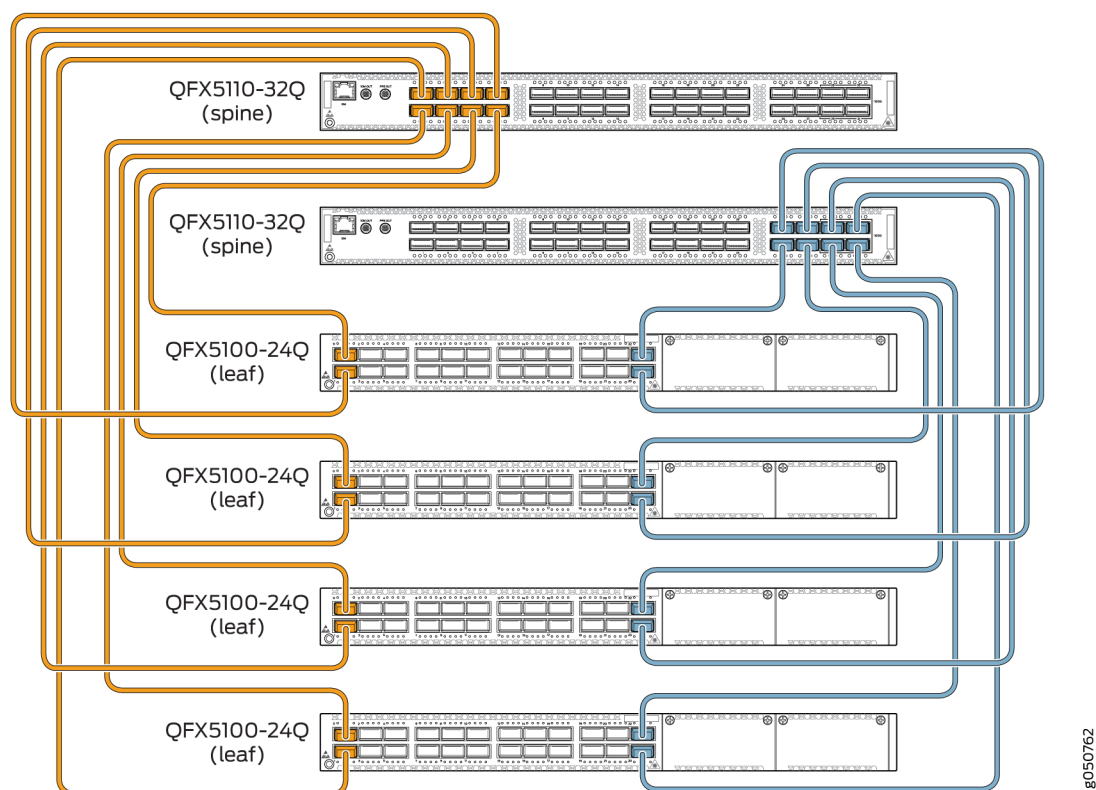 QFX5110-32Q
(spine)
QFX5110-32Q
(spine)
QFX5100-24Q
(leaf)
QFX5100-24Q
(leaf)
QFX5100-24Q
(leaf)
QFX5100-24Q
(leaf)
g050762